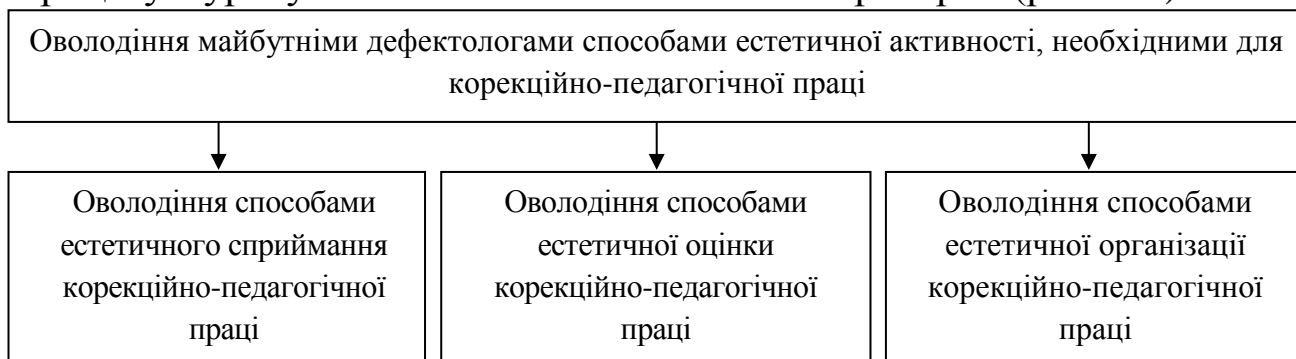 Оволодіння майбутніми дефектологами способами естетичної активності, необхідними для
корекційно-педагогічної праці
Оволодіння способами
естетичного сприймання
корекційно-педагогічної
праці
Оволодіння способами
естетичної оцінки
корекційно-педагогічної
праці
Оволодіння способами
естетичної організації
корекційно-педагогічної
праці